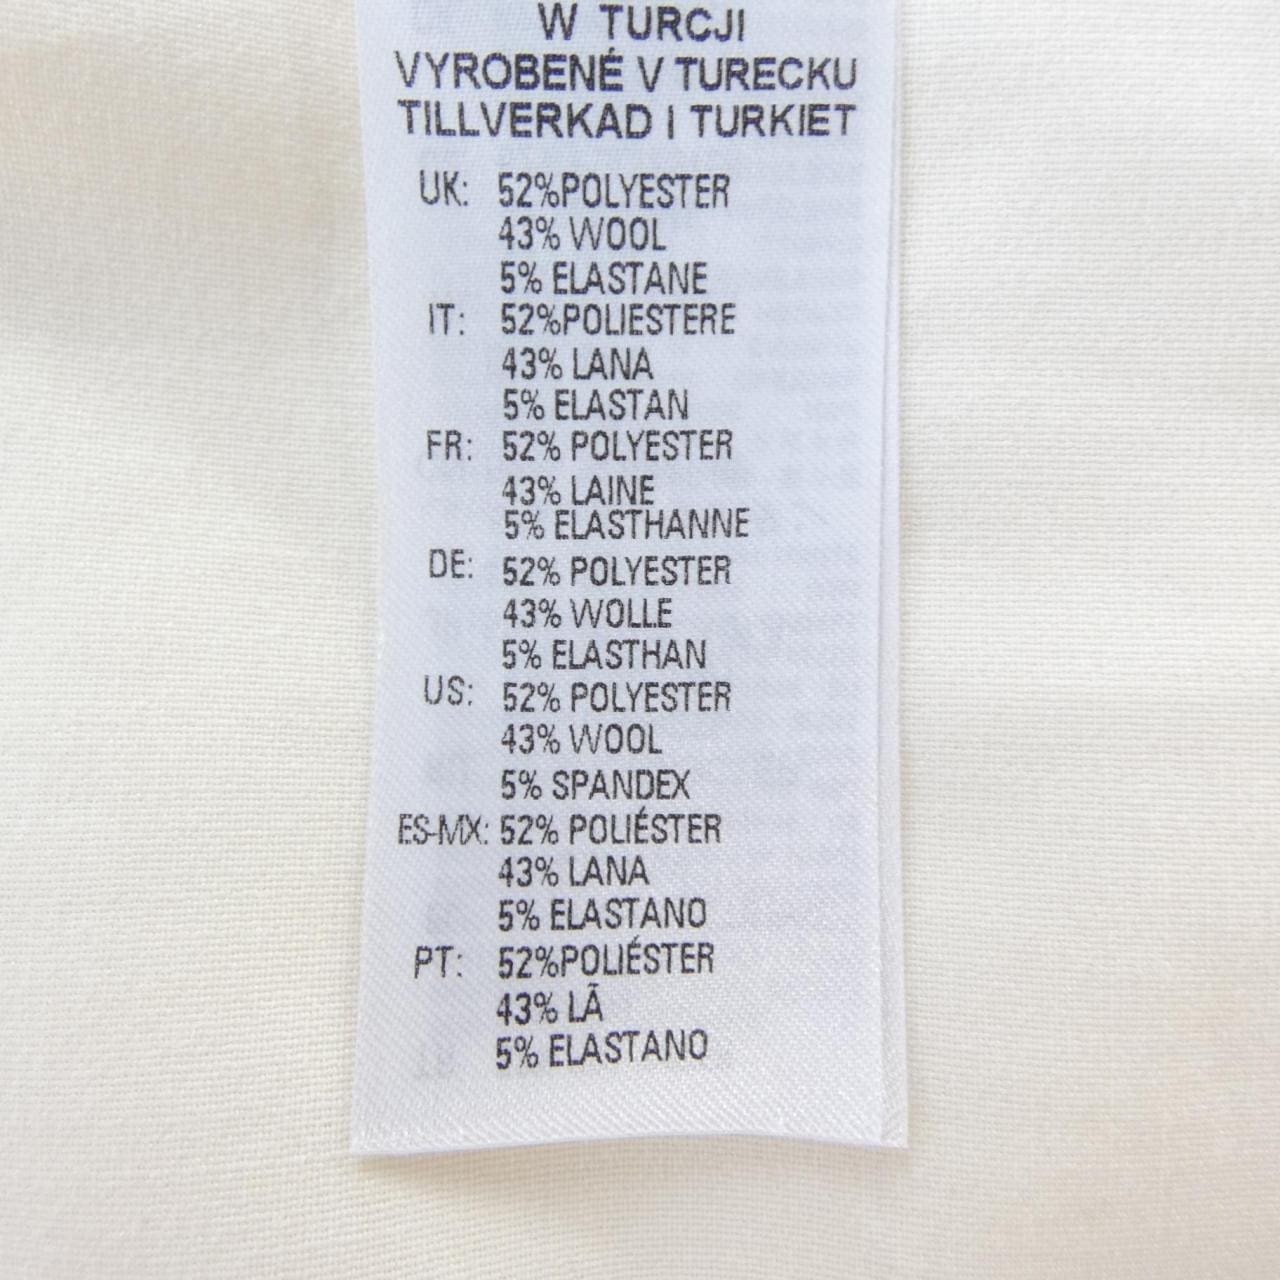 W TURCJI
VYROBENÉ V TURECKU
TILLVERKAD I TURKIET
UK: 52%POLYESTER
43% WOOL
5% ELASTANE
IT: 52%POLIESTERE
43% LANA
5% ELASTAN
FR: 52% POLYESTER
43% LAINE
5% ELASTHANNE
DE: 52% POLYESTER
43% WOLLE
5% ELASTHAN
US: 52% POLYESTER
43% WOOL
5% SPANDEX
ES-MX: 52% POLIÉSTER
43% LANA
5% ELASTANO
PT: 52%POLIÉSTER
43% LÃ
5% ELASTANO